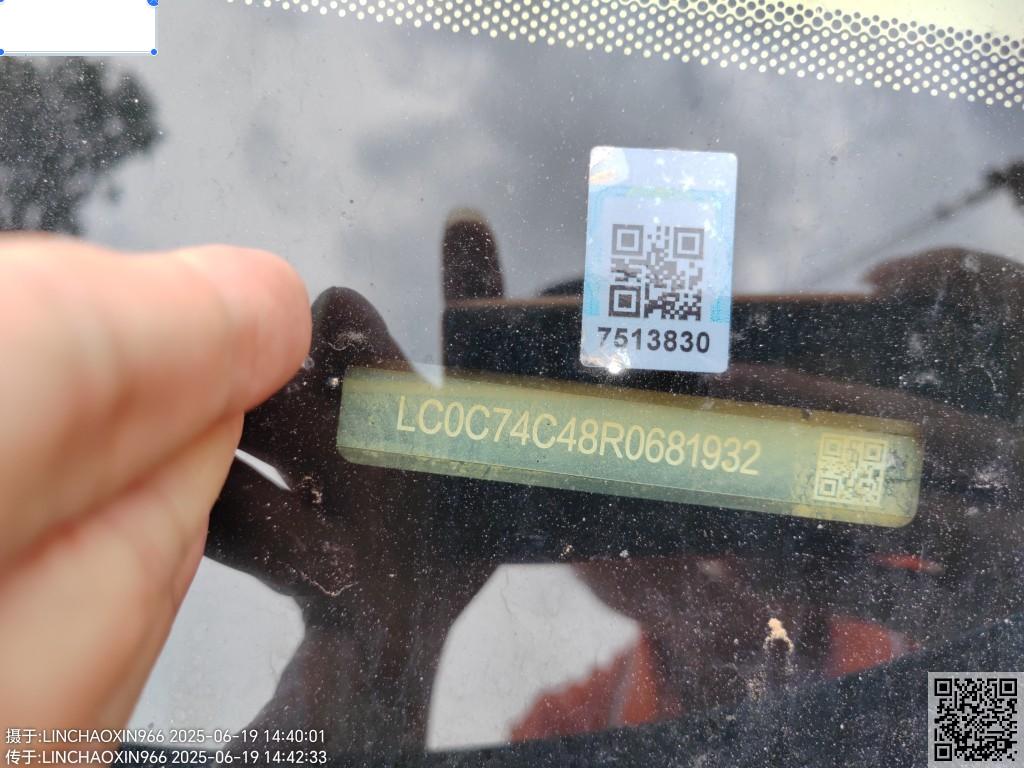 7513830
LC0C74C48R0681932
摄于:LINCHAOXIN966 2025-06-19 14:40:01
传于:LINCHAOXIN966 2025-06-19 14:42:33